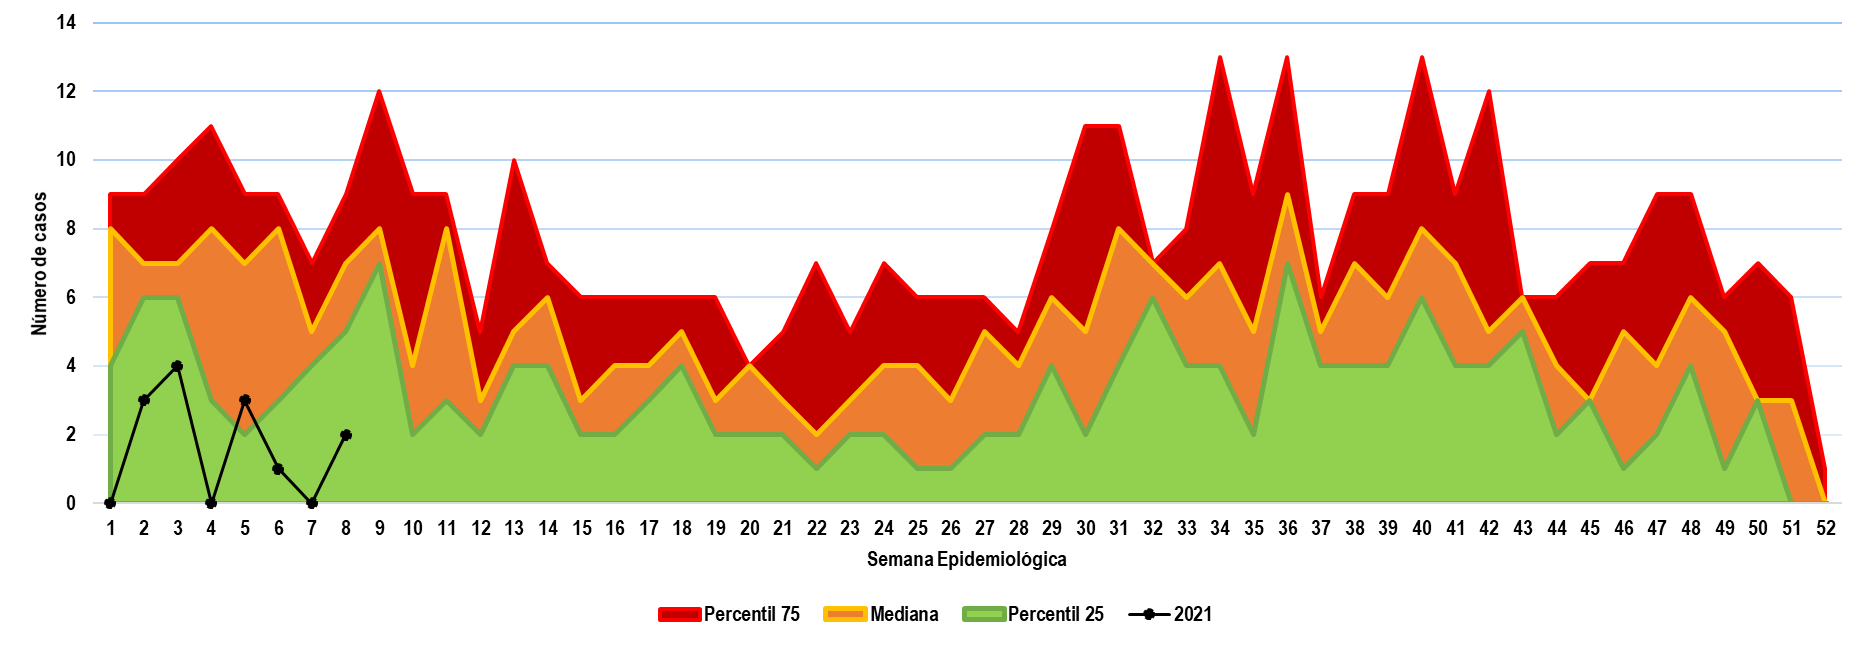 14
12
10
8
6
4
2
0
Número de casos
1 2 3 4 5 6 7 8 9 10 11 12 13 14 15 16 17 18 19 20 21 22 23 24 25 26 27 28 29 30 31 32 33 34 35 36 37 38 39 40 41 42 43 44 45 46 47 48 49 50 51 52
Semana Epidemiológica
Percentil 75 Mediana Percentil 25 2021